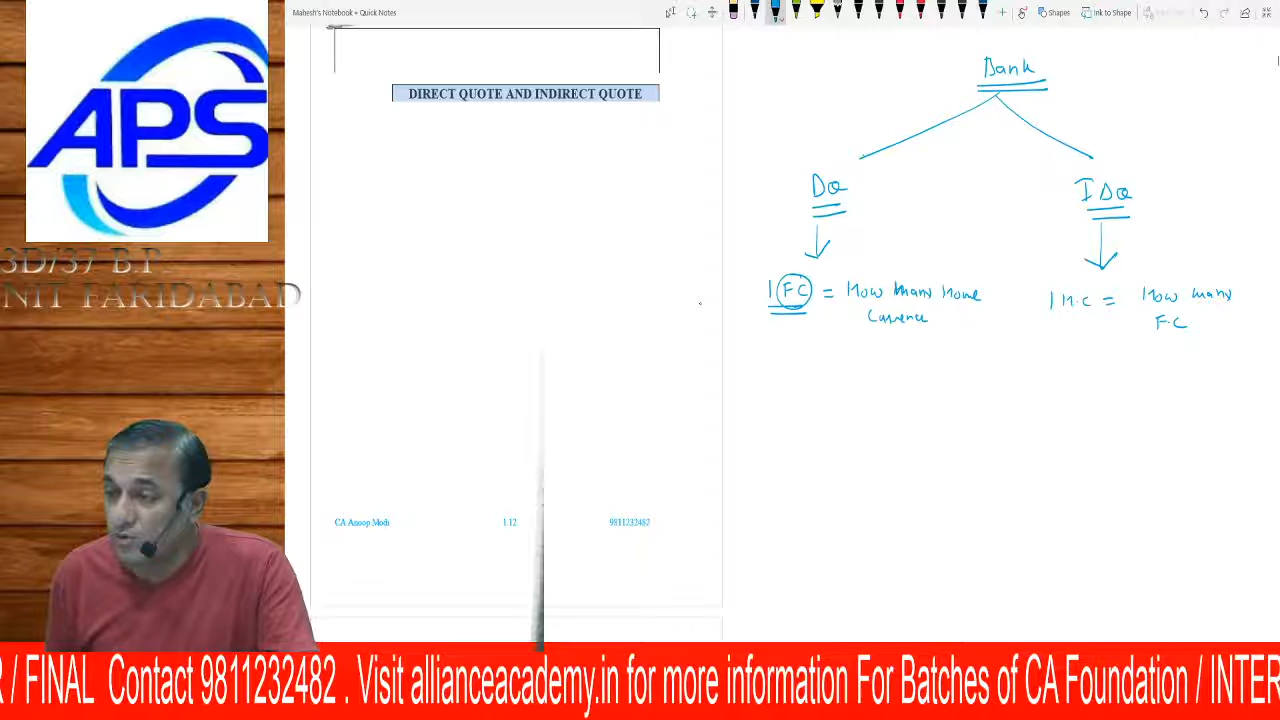 Mahesh's Notebook » Quick Notes
Shapes
Ink to Shape
APS
3D/37 B.P.
NIT FARIDABAD
DIRECT QUOTE AND INDIRECT QUOTE
Bank
DQ
IDQ
1 FC = How Many Home
Currence
1 H.C = How many
F.C
CA Anoop Modi
1.12
9811232482
R / FINAL Contact 9811232482 . Visit allianceacademy.in for more information For Batches of CA Foundation / INTER